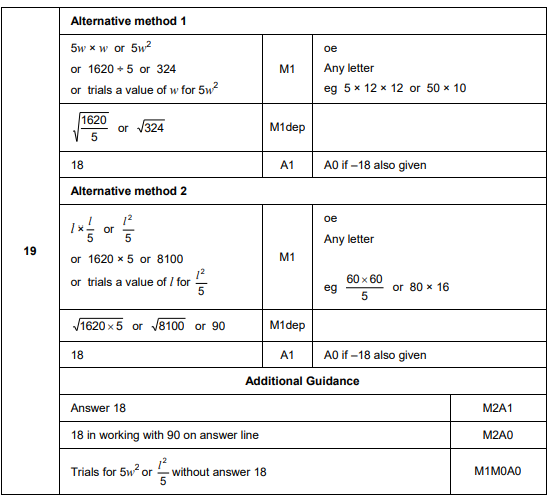 19
Alternative method 1
5w × w or 5w²
or 1620 ÷ 5 or 324
or trials a value of w for 5w²
M1
oe
Any letter
eg 5 × 12 × 12 or 50 × 10
√(1620/5) or √324
M1dep
18
A1
A0 if –18 also given
Alternative method 2
l × l/5 or l²/5
or 1620 × 5 or 8100
or trials a value of l for l²/5
M1
oe
Any letter
eg (60 × 60)/5 or 80 × 16
√(1620 × 5) or √8100 or 90
M1dep
18
A1
A0 if –18 also given
Additional Guidance
Answer 18
M2A1
18 in working with 90 on answer line
M2A0
Trials for 5w² or l²/5 without answer 18
M1M0A0